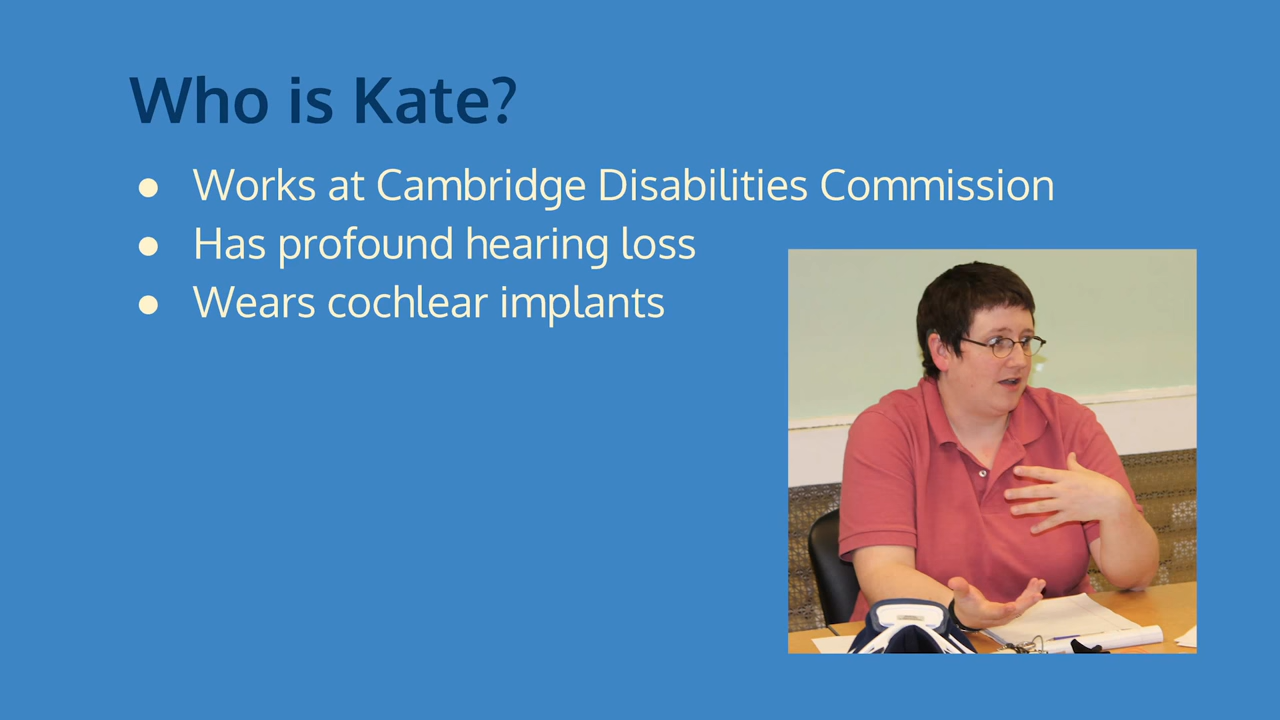 Who is Kate?
● Works at Cambridge Disabilities Commission
● Has profound hearing loss
● Wears cochlear implants